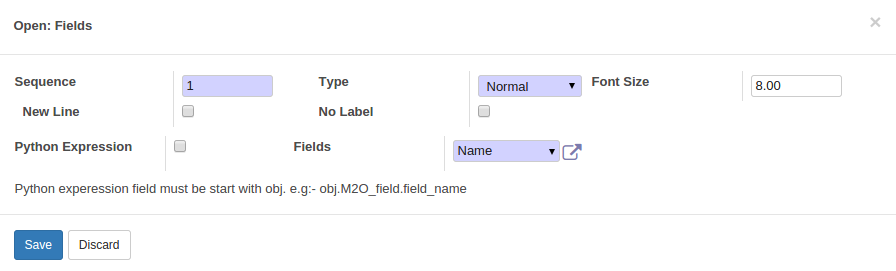 Open: Fields ×
Sequence 1 Type Normal Font Size 8.00
New Line No Label
Python Expression Fields Name
Python experession field must be start with obj. e.g:- obj.M2O_field.field_name
Save Discard